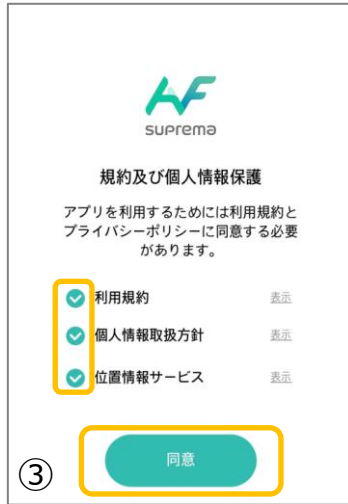 suprema
規約及び個人情報保護
アプリを利用するためには利用規約と
プライバシーポリシーに同意する必要
があります。
利用規約 表示
個人情報取扱方針 表示
位置情報サービス 表示
同意
③